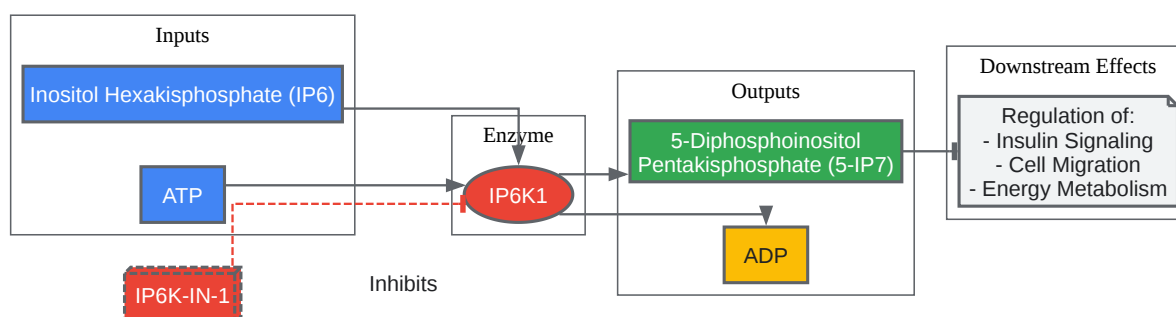 Inputs
Inositol Hexakisphosphate (IP6)
ATP
IP6K-IN-1
Inhibits
Enzyme
IP6K1
Outputs
5-Diphosphoinositol
Pentakisphosphate (5-IP7)
ADP
Downstream Effects
Regulation of:
- Insulin Signaling
- Cell Migration
- Energy Metabolism